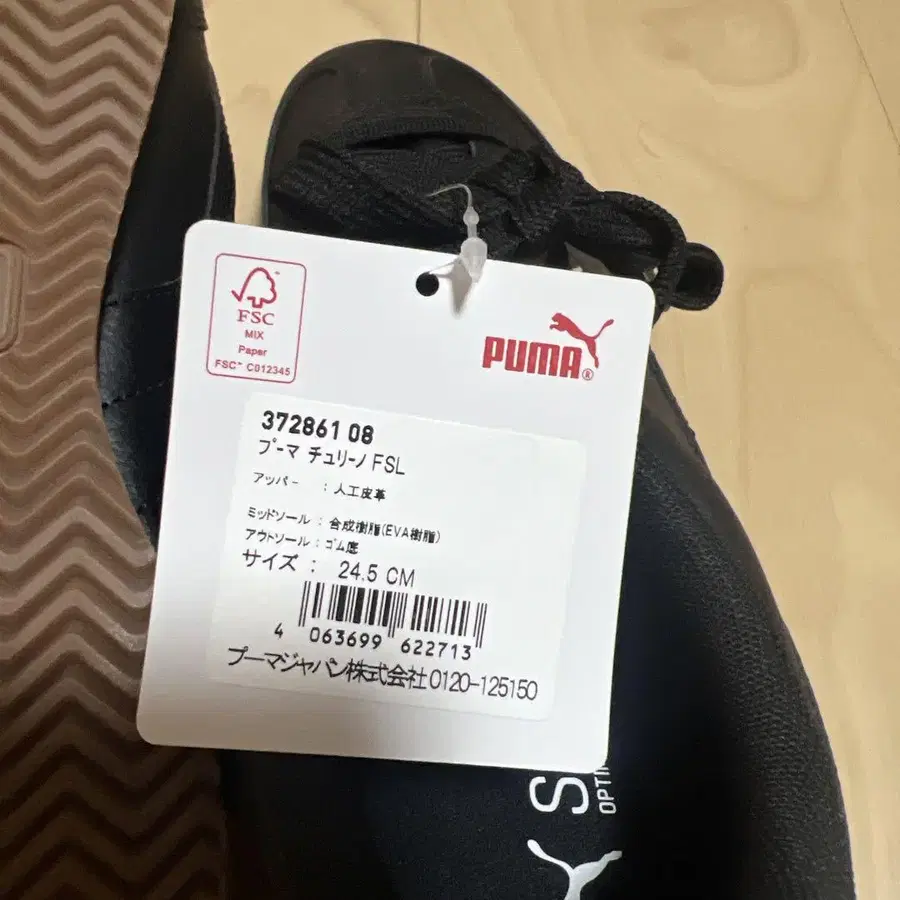 FSC
MIX
Paper
FSC™ C012345
PUMA®
372861 08
プーマ チュリーノ FSL
アッパー : 人工皮革
ミッドソール : 合成樹脂(EVA樹脂)
アウトソール : ゴム底
サイズ : 24.5 CM
4 063699 622713
プーマジャパン株式会社 0120-125150